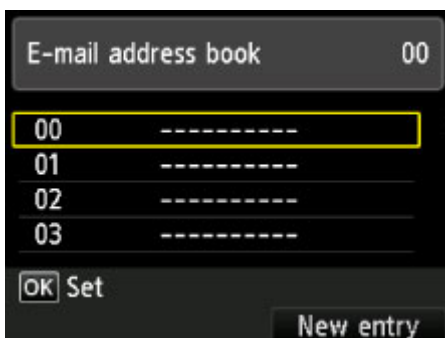 E-mail address book 00
00 ----------
01 ----------
02 ----------
03 ----------
OK Set
New entry